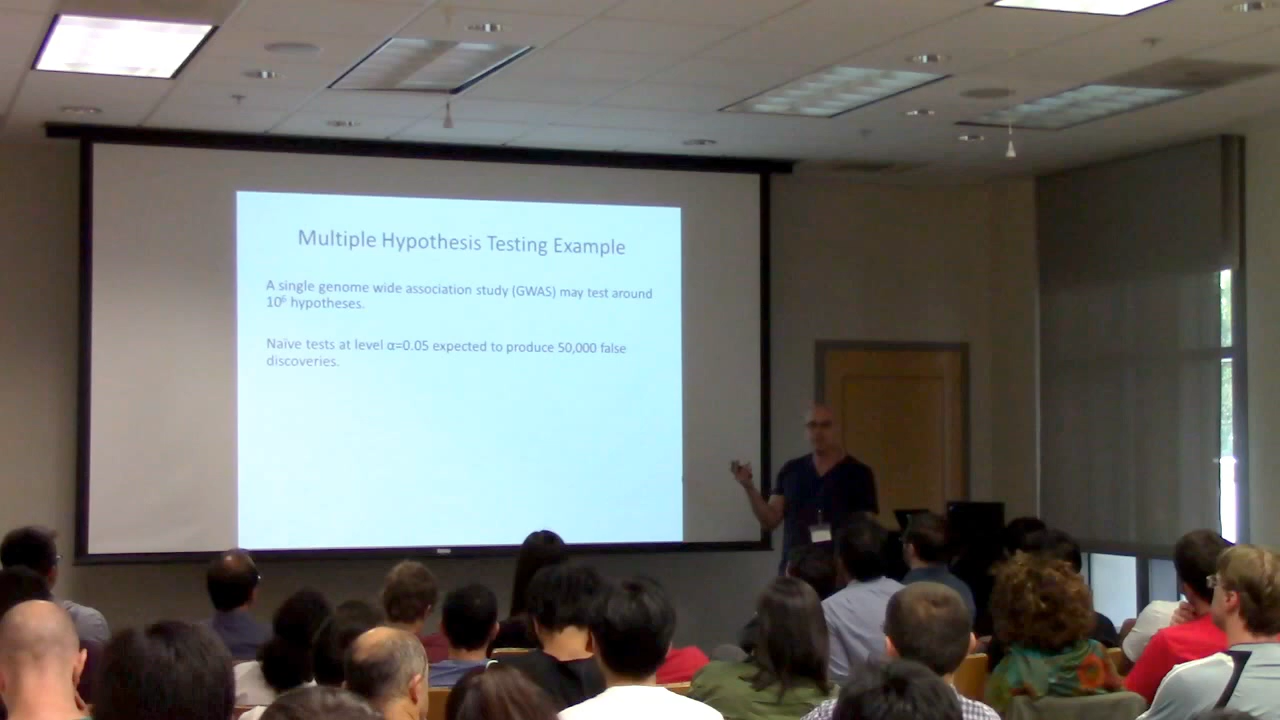 Multiple Hypothesis Testing Example
A single genome wide association study (GWAS) may test around
10⁶ hypotheses.
Naïve tests at level α=0.05 expected to produce 50,000 false
discoveries.